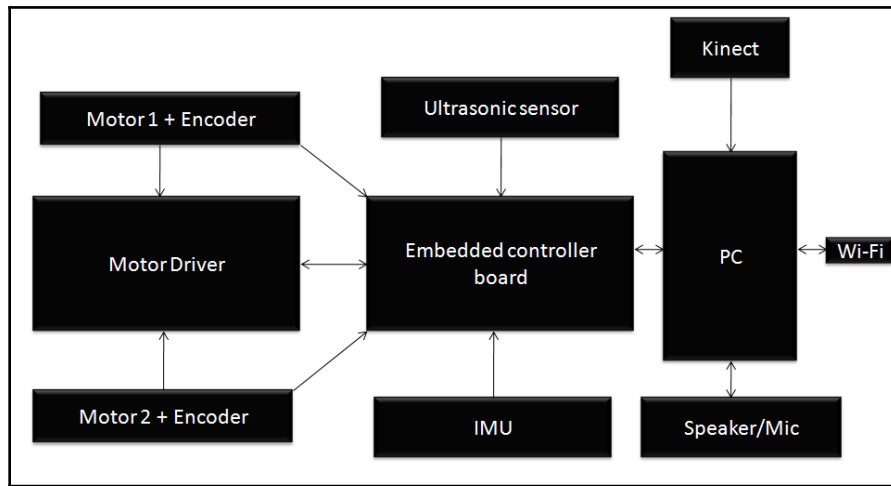 Kinect
Motor 1 + Encoder
Ultrasonic sensor
Motor Driver
Embedded controller
board
PC
Wi-Fi
Motor 2 + Encoder
IMU
Speaker/Mic